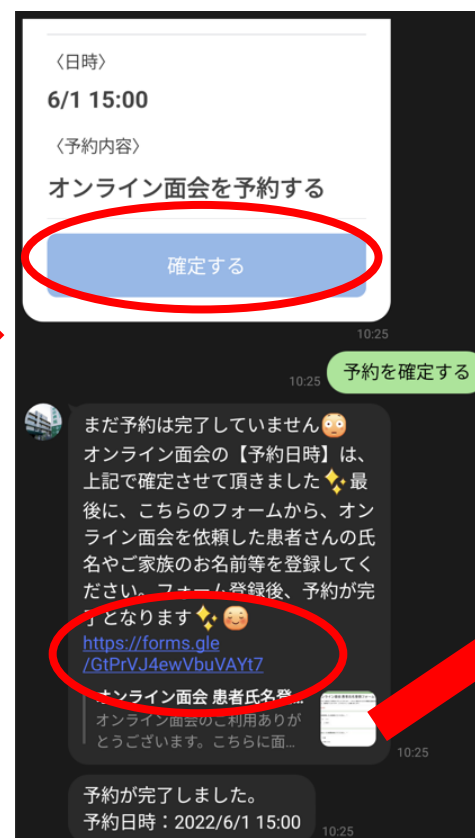 〈日時〉
6/1 15:00
〈予約内容〉
オンライン面会を予約する
確定する
10:25
予約を確定する
10:25
まだ予約は完了していません😳
オンライン面会の【予約日時】は、
上記で確定させて頂きました✨最
後に、こちらのフォームから、オン
ライン面会を依頼した患者さんの氏
名やご家族のお名前等を登録してく
ださい。フォーム登録後、予約が完
了となります✨☺️
https://forms.gle
/GtPrVJ4ewVbuVAYt7
オンライン面会 患者氏名登...
オンライン面会のご利用ありが
とうございます。こちらに面...
10:25
予約が完了しました。
予約日時：2022/6/1 15:00
10:25